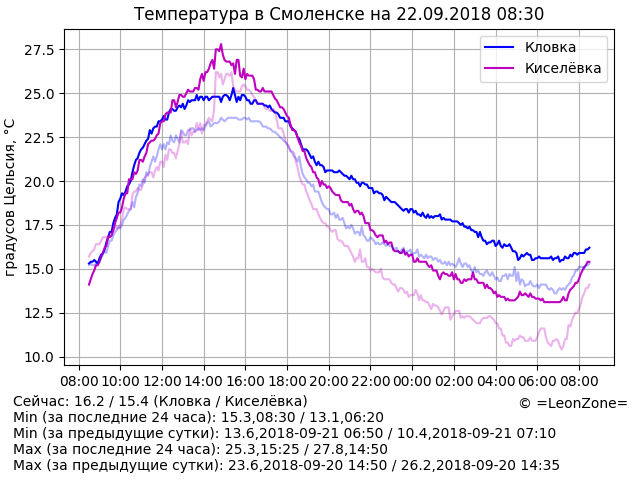 Температура в Смоленске на 22.09.2018 08:30
градусов Цельсия, °C
27.5
25.0
22.5
20.0
17.5
15.0
12.5
10.0
Кловка
Киселёвка
08:00 10:00 12:00 14:00 16:00 18:00 20:00 22:00 00:00 02:00 04:00 06:00 08:00
Сейчас: 16.2 / 15.4 (Кловка / Киселёвка)
© =LeonZone=
Min (за последние 24 часа): 15.3,08:30 / 13.1,06:20
Min (за предыдущие сутки): 13.6,2018-09-21 06:50 / 10.4,2018-09-21 07:10
Max (за последние 24 часа): 25.3,15:25 / 27.8,14:50
Max (за предыдущие сутки): 23.6,2018-09-20 14:50 / 26.2,2018-09-20 14:35